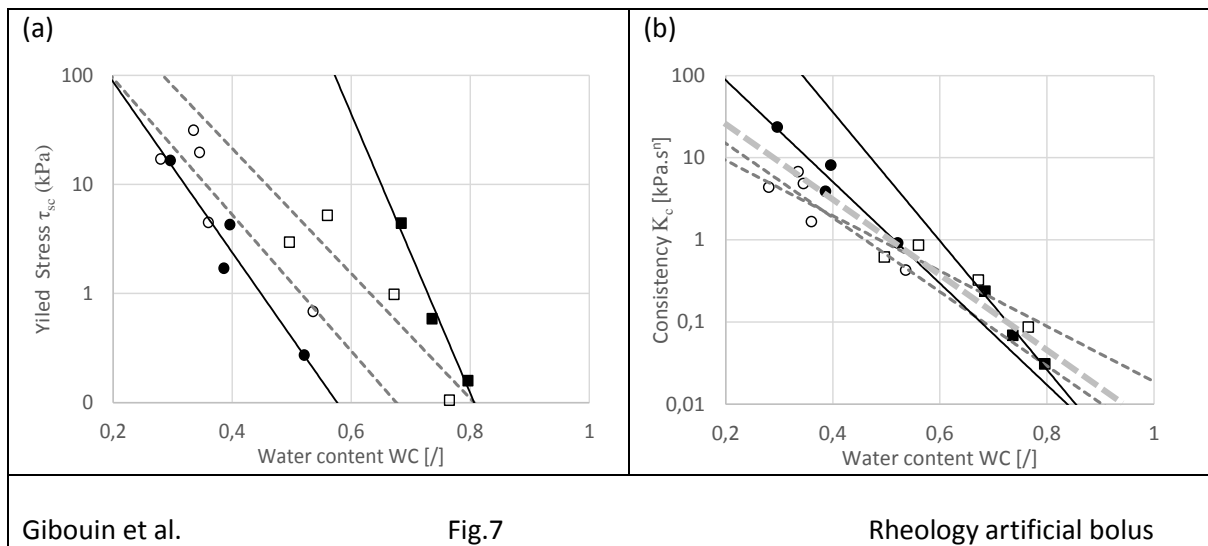 (a)
100
10
1
0
Yiled Stress τsc (kPa)
0,2 0,4 0,6 0,8 1
Water content WC [/]
(b)
100
10
1
0,1
0,01
Consistency Kc [kPa.sⁿ]
0,2 0,4 0,6 0,8 1
Water content WC [/]
Gibouin et al. Fig.7 Rheology artificial bolus